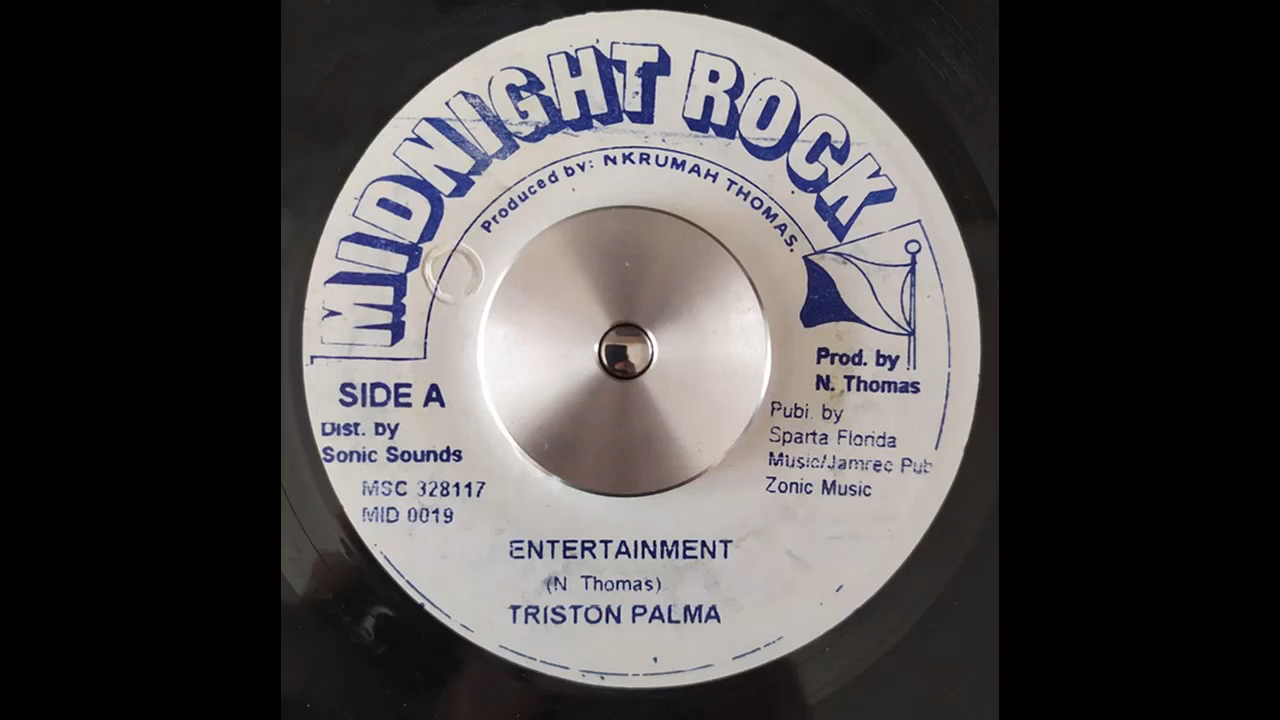 MIDNIGHT ROCK
Produced by: NKRUMAH THOMAS.
SIDE A
Dist. by
Sonic Sounds
MSC 328117
MID 0019
Prod. by
N. Thomas
Pubi. by
Sparta Florida
Music/Jamrec Pub
Zonic Music
ENTERTAINMENT
(N Thomas)
TRISTON PALMA